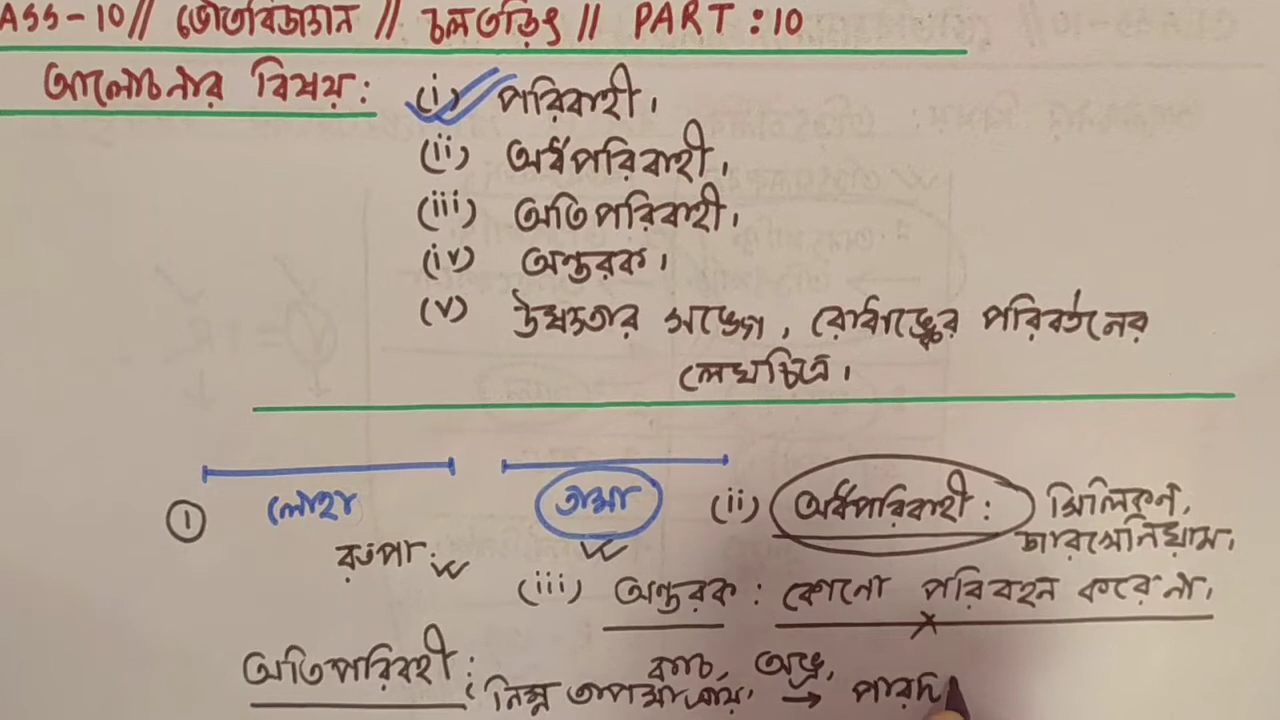 ASS-10 // ভৌতবিজ্ঞান // চলতড়িৎ // PART : 10
আলোচনার বিষয় : (i) পরিবাহী।
(ii) অর্ধপরিবাহী।
(iii) অতিপরিবাহী।
(iv) অন্তরক।
(v) উষ্ণতার সঙ্গে, রোধাঙ্কের পরিবর্তনের
লেখচিত্র।
① লোহা তামা (ii) অর্ধপরিবাহী : সিলিকন,
রুপা. জারমেনিয়াম,
(iii) অন্তরক : কোনো পরিবহন করে না,
কাচ, অভ্র,
অতিপরিবহী : নিম্ন তাপমাত্রায়. → পারদ